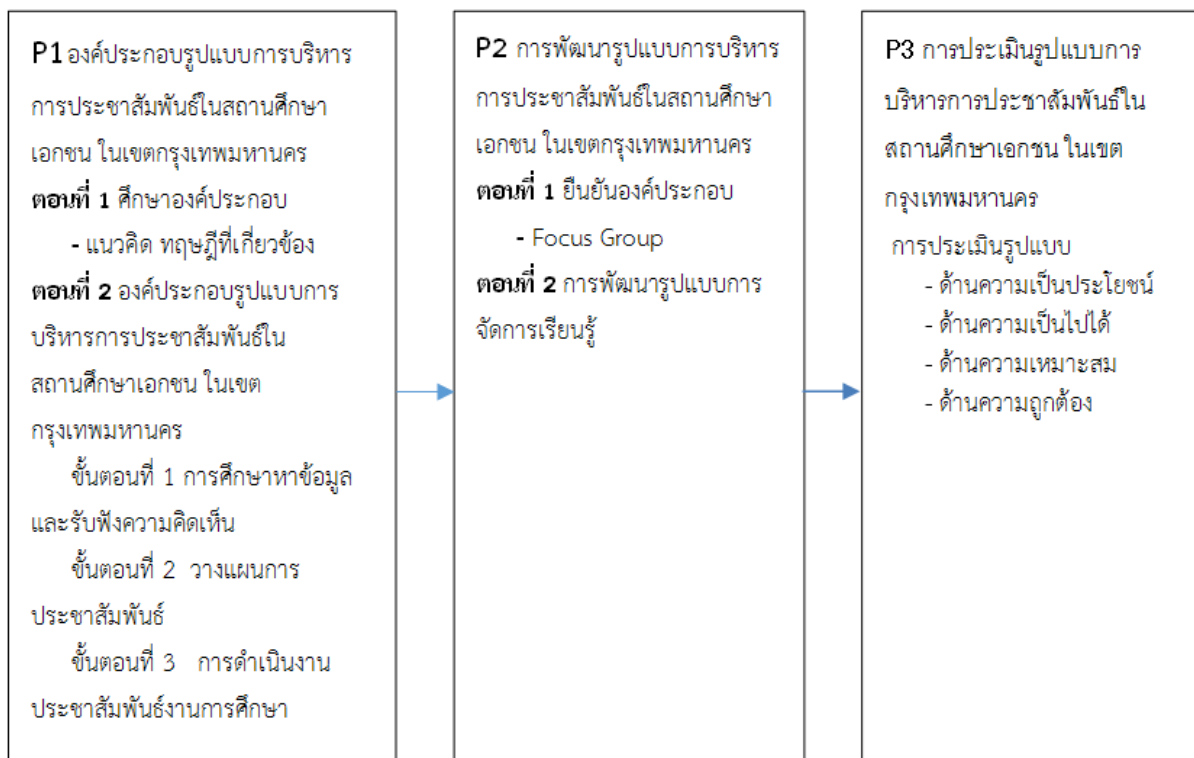 P1 องค์ประกอบรูปแบบการบริหาร
การประชาสัมพันธ์ในสถานศึกษา
เอกชน ในเขตกรุงเทพมหานคร
ตอนที่ 1 ศึกษาองค์ประกอบ
- แนวคิด ทฤษฎีที่เกี่ยวข้อง
ตอนที่ 2 องค์ประกอบรูปแบบการ
บริหารการประชาสัมพันธ์ใน
สถานศึกษาเอกชน ในเขต
กรุงเทพมหานคร
ขั้นตอนที่ 1 การศึกษาหาข้อมูล
และรับฟังความคิดเห็น
ขั้นตอนที่ 2 วางแผนการ
ประชาสัมพันธ์
ขั้นตอนที่ 3 การดำเนินงาน
ประชาสัมพันธ์งานการศึกษา
P2 การพัฒนารูปแบบการบริหาร
การประชาสัมพันธ์ในสถานศึกษา
เอกชน ในเขตกรุงเทพมหานคร
ตอนที่ 1 ยืนยันองค์ประกอบ
- Focus Group
ตอนที่ 2 การพัฒนารูปแบบการ
จัดการเรียนรู้
P3 การประเมินรูปแบบการ
บริหารการประชาสัมพันธ์ใน
สถานศึกษาเอกชน ในเขต
กรุงเทพมหานคร
การประเมินรูปแบบ
- ด้านความเป็นประโยชน์
- ด้านความเป็นไปได้
- ด้านความเหมาะสม
- ด้านความถูกต้อง